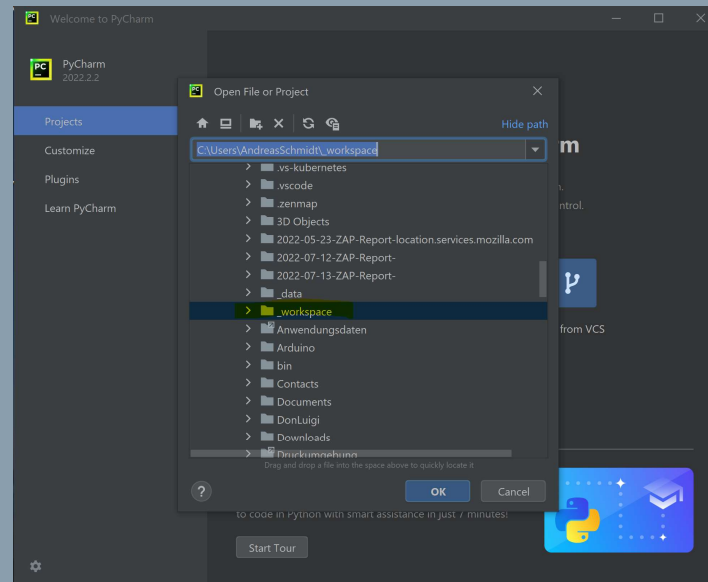 Welcome to PyCharm
PyCharm
2022.2.2
Projects
Customize
Plugins
Learn PyCharm
Open File or Project
Hide path
C:\Users\AndreasSchmidt\_workspace
.vs-kubernetes
.vscode
.zenmap
3D Objects
2022-05-23-ZAP-Report-location.services.mozilla.com
2022-07-12-ZAP-Report-
2022-07-13-ZAP-Report-
_data
_workspace
Anwendungsdaten
Arduino
bin
Contacts
Documents
DonLuigi
Downloads
Druckumgebung
Drag and drop a file into the space above to quickly locate it
OK
Cancel
m
n.
ntrol.
from VCS
to code in Python with smart assistance in just 7 minutes!
Start Tour